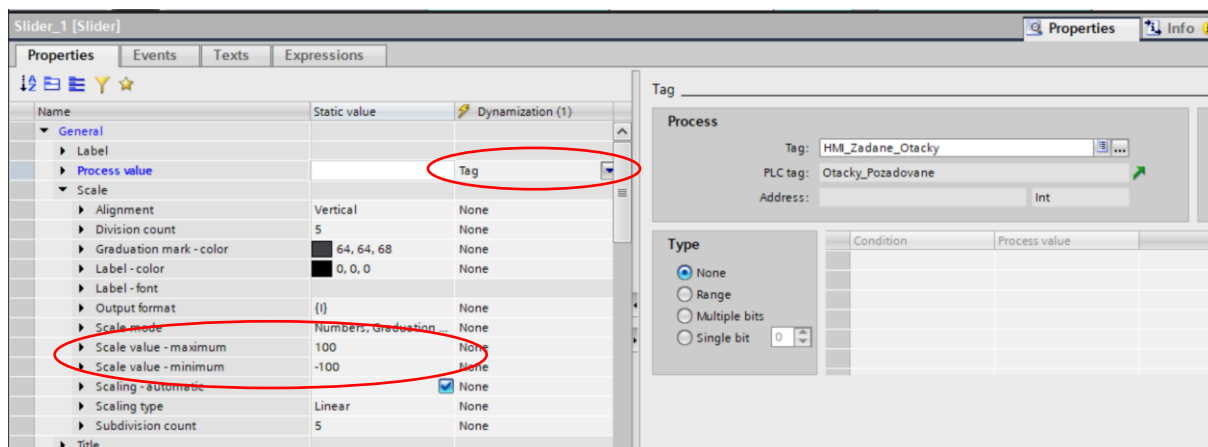 Slider_1 [Slider]
Properties Info
Properties Events Texts Expressions
Name Static value Dynamization (1)
General
Label
Process value Tag
Scale
Alignment Vertical None
Division count 5 None
Graduation mark - color 64, 64, 68 None
Label - color 0, 0, 0 None
Label - font
Output format {I} None
Scale mode Numbers, Graduation ... None
Scale value - maximum 100 None
Scale value - minimum -100 None
Scaling - automatic None
Scaling type Linear None
Subdivision count 5 None
Title
Tag
Process
Tag: HMI_Zadane_Otacky
PLC tag: Otacky_Pozadovane
Address: Int
Type
None
Range
Multiple bits
Single bit 0
Condition Process value